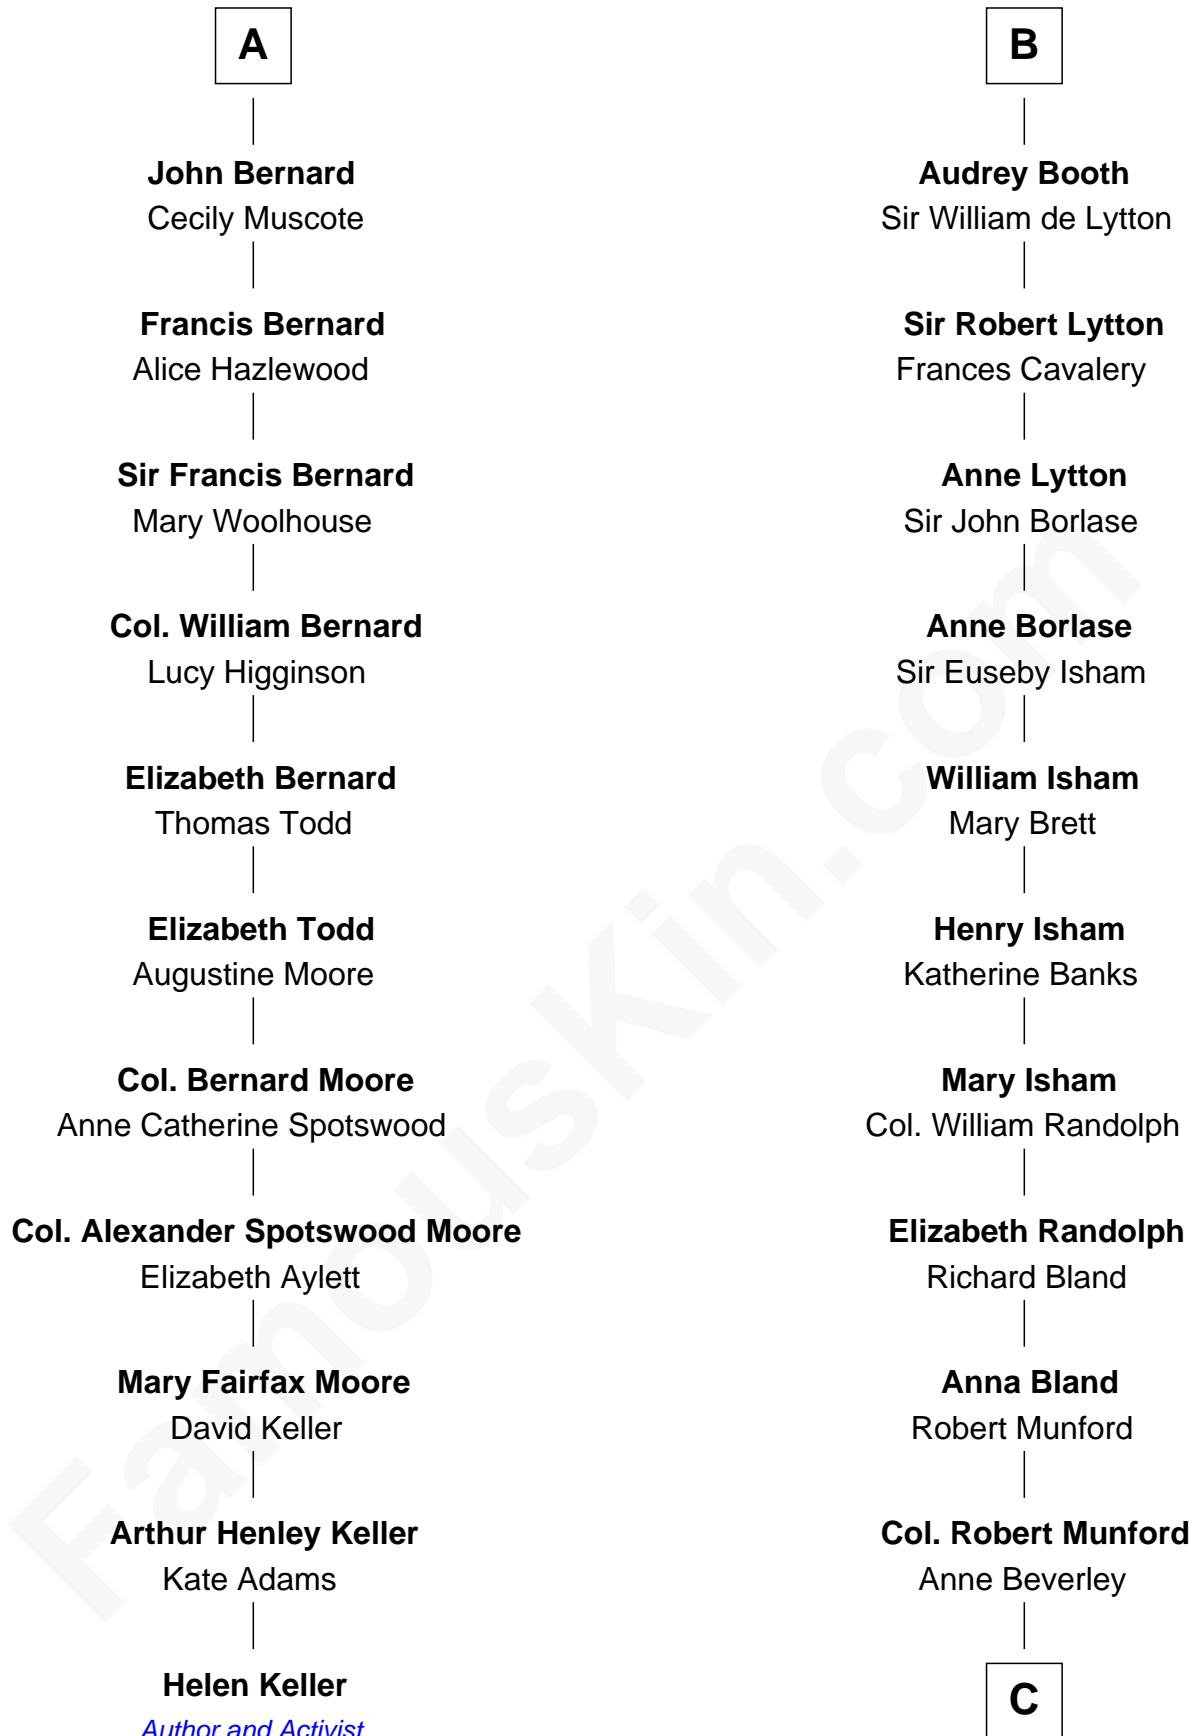 A
John Bernard
Cecily Muscote
Francis Bernard
Alice Hazlewood
Sir Francis Bernard
Mary Woolhouse
Col. William Bernard
Lucy Higginson
Elizabeth Bernard
Thomas Todd
Elizabeth Todd
Augustine Moore
Col. Bernard Moore
Anne Catherine Spotswood
Col. Alexander Spotswood Moore
Elizabeth Aylett
Mary Fairfax Moore
David Keller
Arthur Henley Keller
Kate Adams
Helen Keller
Author and Activist
B
Audrey Booth
Sir William de Lytton
Sir Robert Lytton
Frances Cavalery
Anne Lytton
Sir John Borlase
Anne Borlase
Sir Euseby Isham
William Isham
Mary Brett
Henry Isham
Katherine Banks
Mary Isham
Col. William Randolph
Elizabeth Randolph
Richard Bland
Anna Bland
Robert Munford
Col. Robert Munford
Anne Beverley
C
FamousKin.com